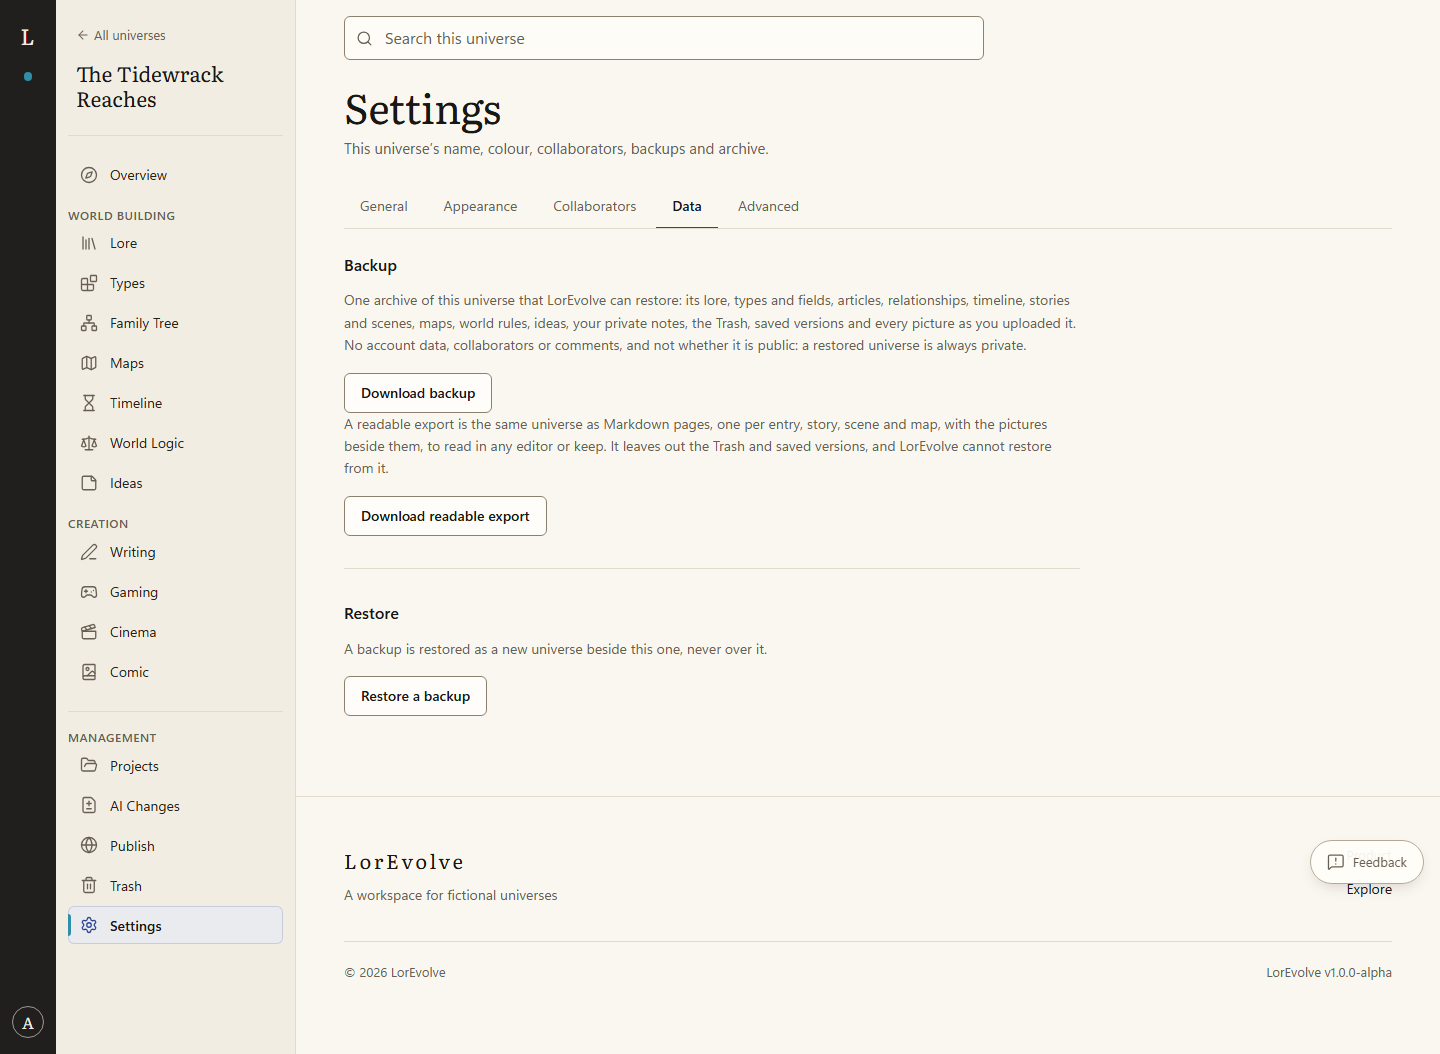 L
All universes
The Tidewrack
Reaches
Overview
WORLD BUILDING
Lore
Types
Family Tree
Maps
Timeline
World Logic
Ideas
CREATION
Writing
Gaming
Cinema
Comic
MANAGEMENT
Projects
AI Changes
Publish
Trash
Settings
A
Search this universe
Settings
This universe's name, colour, collaborators, backups and archive.
General Appearance Collaborators Data Advanced
Backup
One archive of this universe that LorEvolve can restore: its lore, types and fields, articles, relationships, timeline, stories
and scenes, maps, world rules, ideas, your private notes, the Trash, saved versions and every picture as you uploaded it.
No account data, collaborators or comments, and not whether it is public: a restored universe is always private.
Download backup
A readable export is the same universe as Markdown pages, one per entry, story, scene and map, with the pictures
beside them, to read in any editor or keep. It leaves out the Trash and saved versions, and LorEvolve cannot restore
from it.
Download readable export
Restore
A backup is restored as a new universe beside this one, never over it.
Restore a backup
LorEvolve
A workspace for fictional universes
Feedback
Explore
© 2026 LorEvolve
LorEvolve v1.0.0-alpha